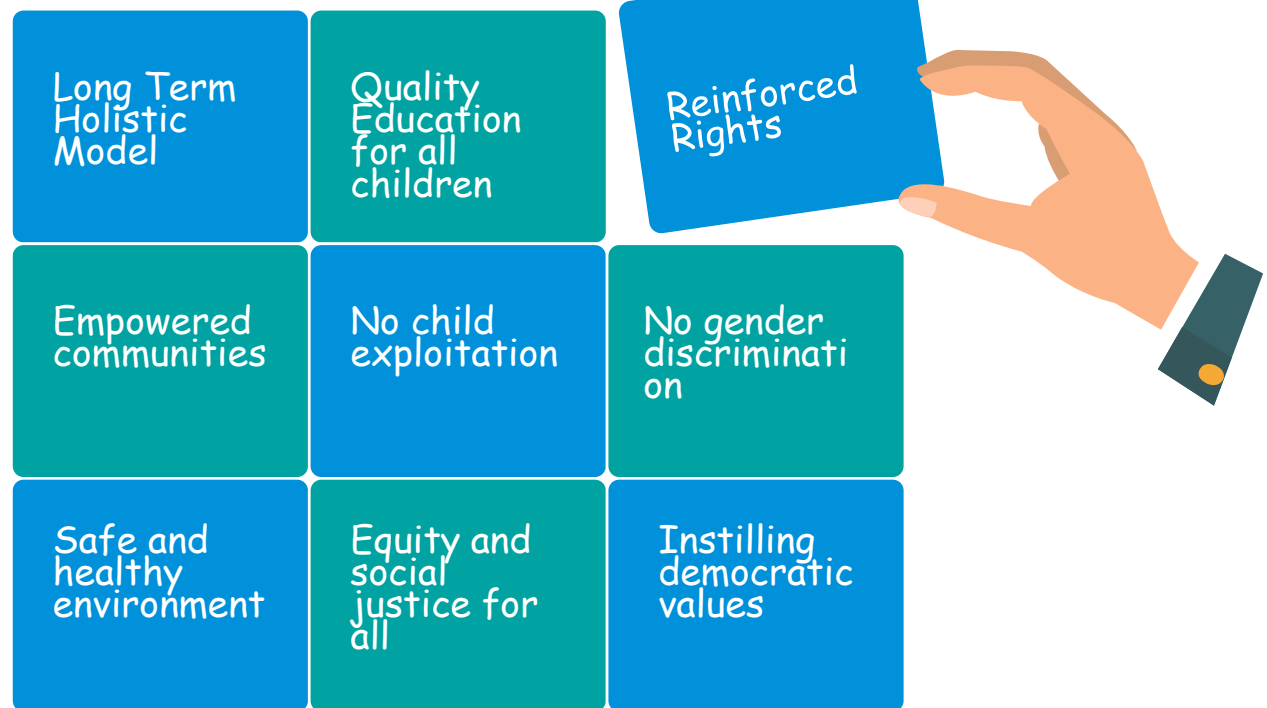 Long Term
Holistic
Model
Quality
Education
for all
children
Reinforced
Rights
Empowered
communities
No child
exploitation
No gender
discriminati
on
Safe and
healthy
environment
Equity and
social
justice for
all
Instilling
democratic
values